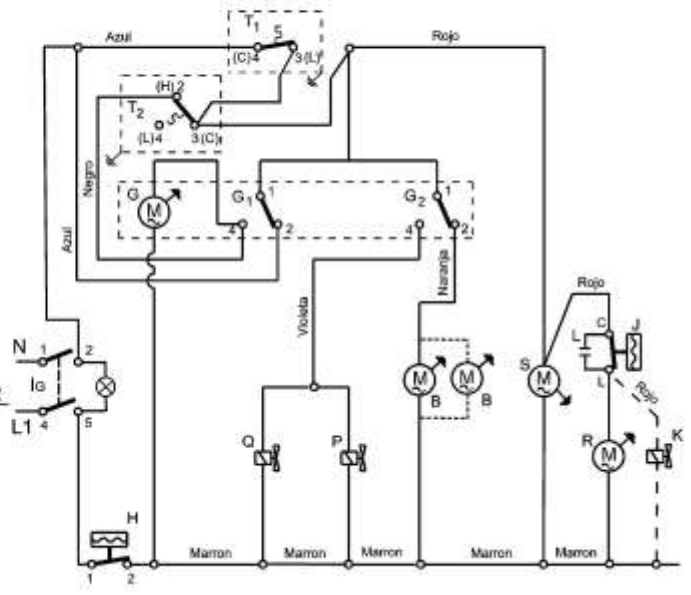 Azul
T1
5
(C)4
3(L)
Rojo
(H)2
T2
(L)4
3(C)
Negro
Azul
G
M
G1
1
4
2
G2
1
4
2
Naranja
Violeta
Rojo
C
J
L
L
Rojo
N
1
2
IG
L1
4
5
M
B
M
B
S
M
Q
P
R
M
K
H
1
2
Marron
Marron
Marron
Marron
Marron